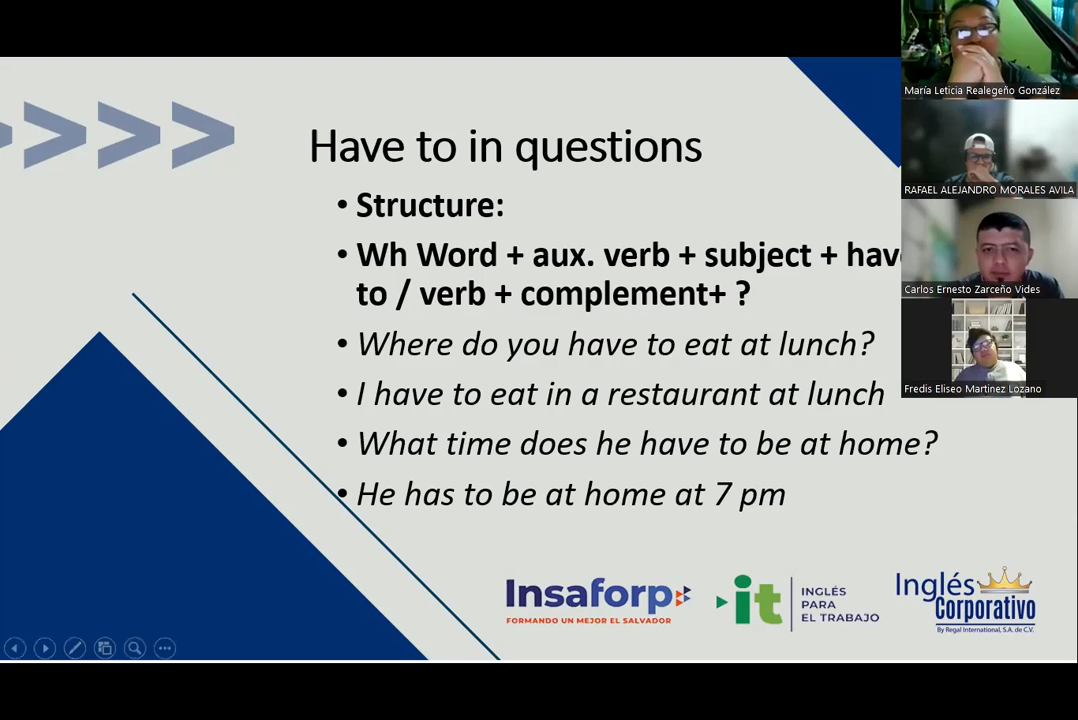 Have to in questions
• Structure:
• Wh Word + aux. verb + subject + hav
to / verb + complement+ ?
• Where do you have to eat at lunch?
• I have to eat in a restaurant at lunch
• What time does he have to be at home?
• He has to be at home at 7 pm
María Leticia Realegeño González
RAFAEL ALEJANDRO MORALES AVILA
Carlos Ernesto Zarceño Vides
Fredis Eliseo Martinez Lozano
Insaforp
FORMANDO UN MEJOR EL SALVADOR
it
INGLÉS
PARA
EL TRABAJO
Inglés
Corporativo
By Regal International, S.A. de C.V.